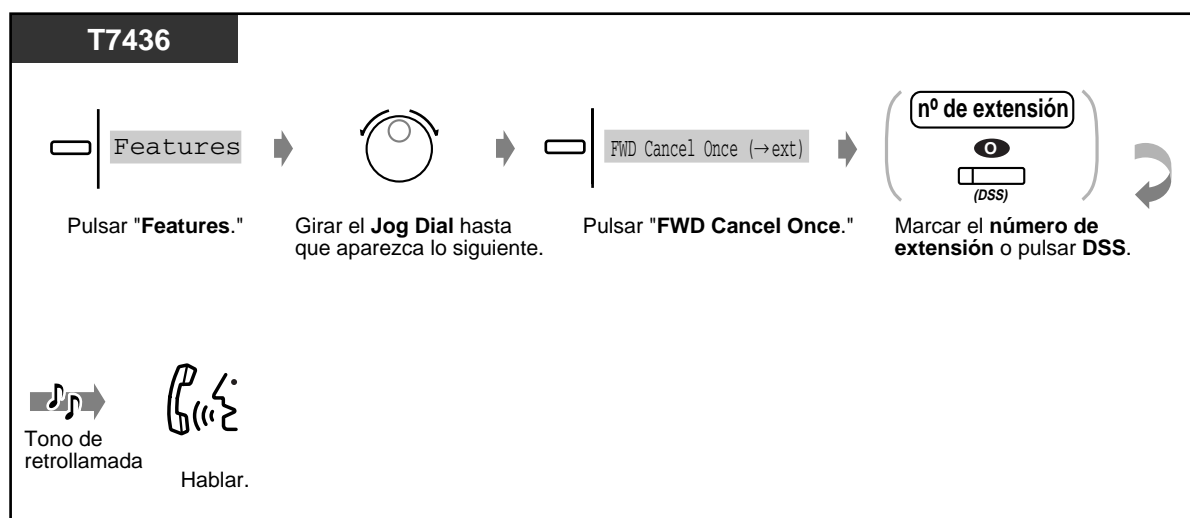 T7436
Features
FWD Cancel Once (→ext)
nº de extensión
O
(DSS)
Pulsar "Features."
Girar el Jog Dial hasta
que aparezca lo siguiente.
Pulsar "FWD Cancel Once."
Marcar el número de
extensión o pulsar DSS.
Tono de
retrollamada
Hablar.